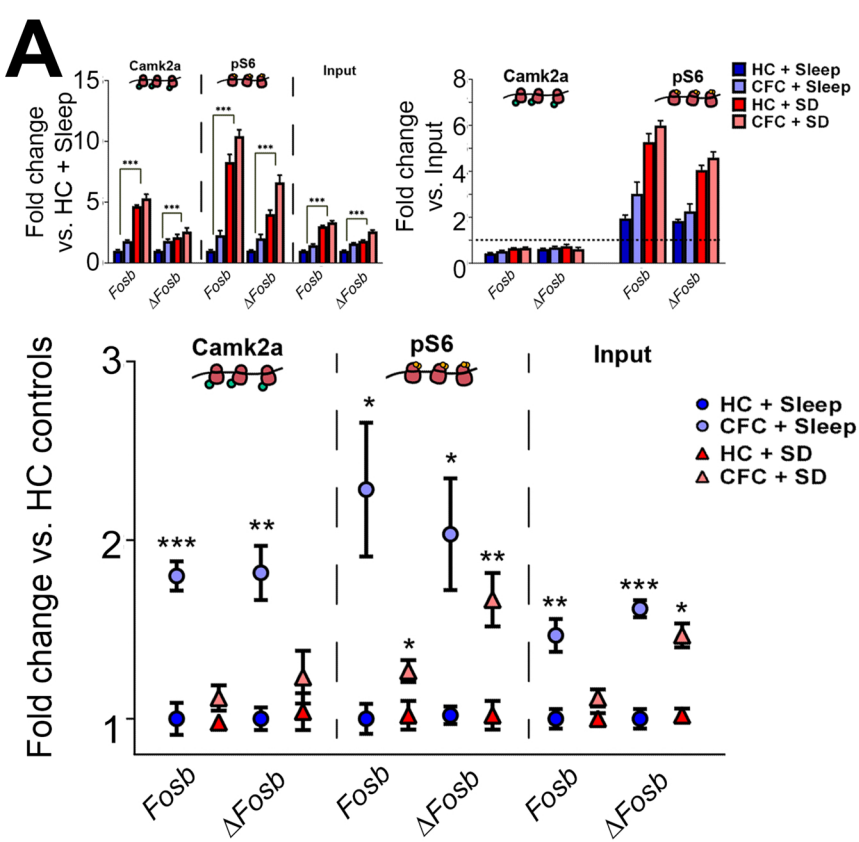 A
Camk2a
pS6
Input
Fold change
vs. HC + Sleep
15
10
5
0
***
***
***
***
***
***
Fosb
ΔFosb
Fosb
ΔFosb
Fosb
ΔFosb
Camk2a
pS6
Fold change
vs. Input
8
6
4
2
0
Fosb
ΔFosb
Fosb
ΔFosb
HC + Sleep
CFC + Sleep
HC + SD
CFC + SD
Camk2a
pS6
Input
Fold change vs. HC controls
3
2
1
***
**
*
*
*
**
**
***
*
Fosb
ΔFosb
Fosb
ΔFosb
Fosb
ΔFosb
HC + Sleep
CFC + Sleep
HC + SD
CFC + SD